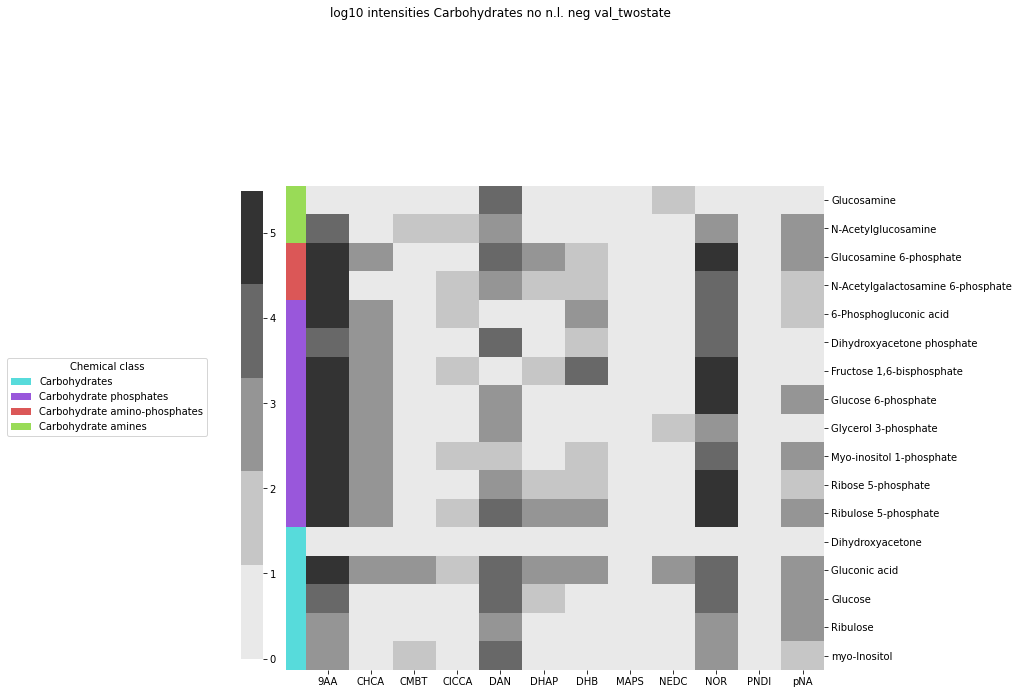 log10 intensities Carbohydrates no n.l. neg val_twostate
5
4
3
2
1
0
Chemical class
Carbohydrates
Carbohydrate phosphates
Carbohydrate amino-phosphates
Carbohydrate amines
Glucosamine
N-Acetylglucosamine
Glucosamine 6-phosphate
N-Acetylgalactosamine 6-phosphate
6-Phosphogluconic acid
Dihydroxyacetone phosphate
Fructose 1,6-bisphosphate
Glucose 6-phosphate
Glycerol 3-phosphate
Myo-inositol 1-phosphate
Ribose 5-phosphate
Ribulose 5-phosphate
Dihydroxyacetone
Gluconic acid
Glucose
Ribulose
myo-Inositol
9AA CHCA CMBT ClCCA DAN DHAP DHB MAPS NEDC NOR PNDI pNA